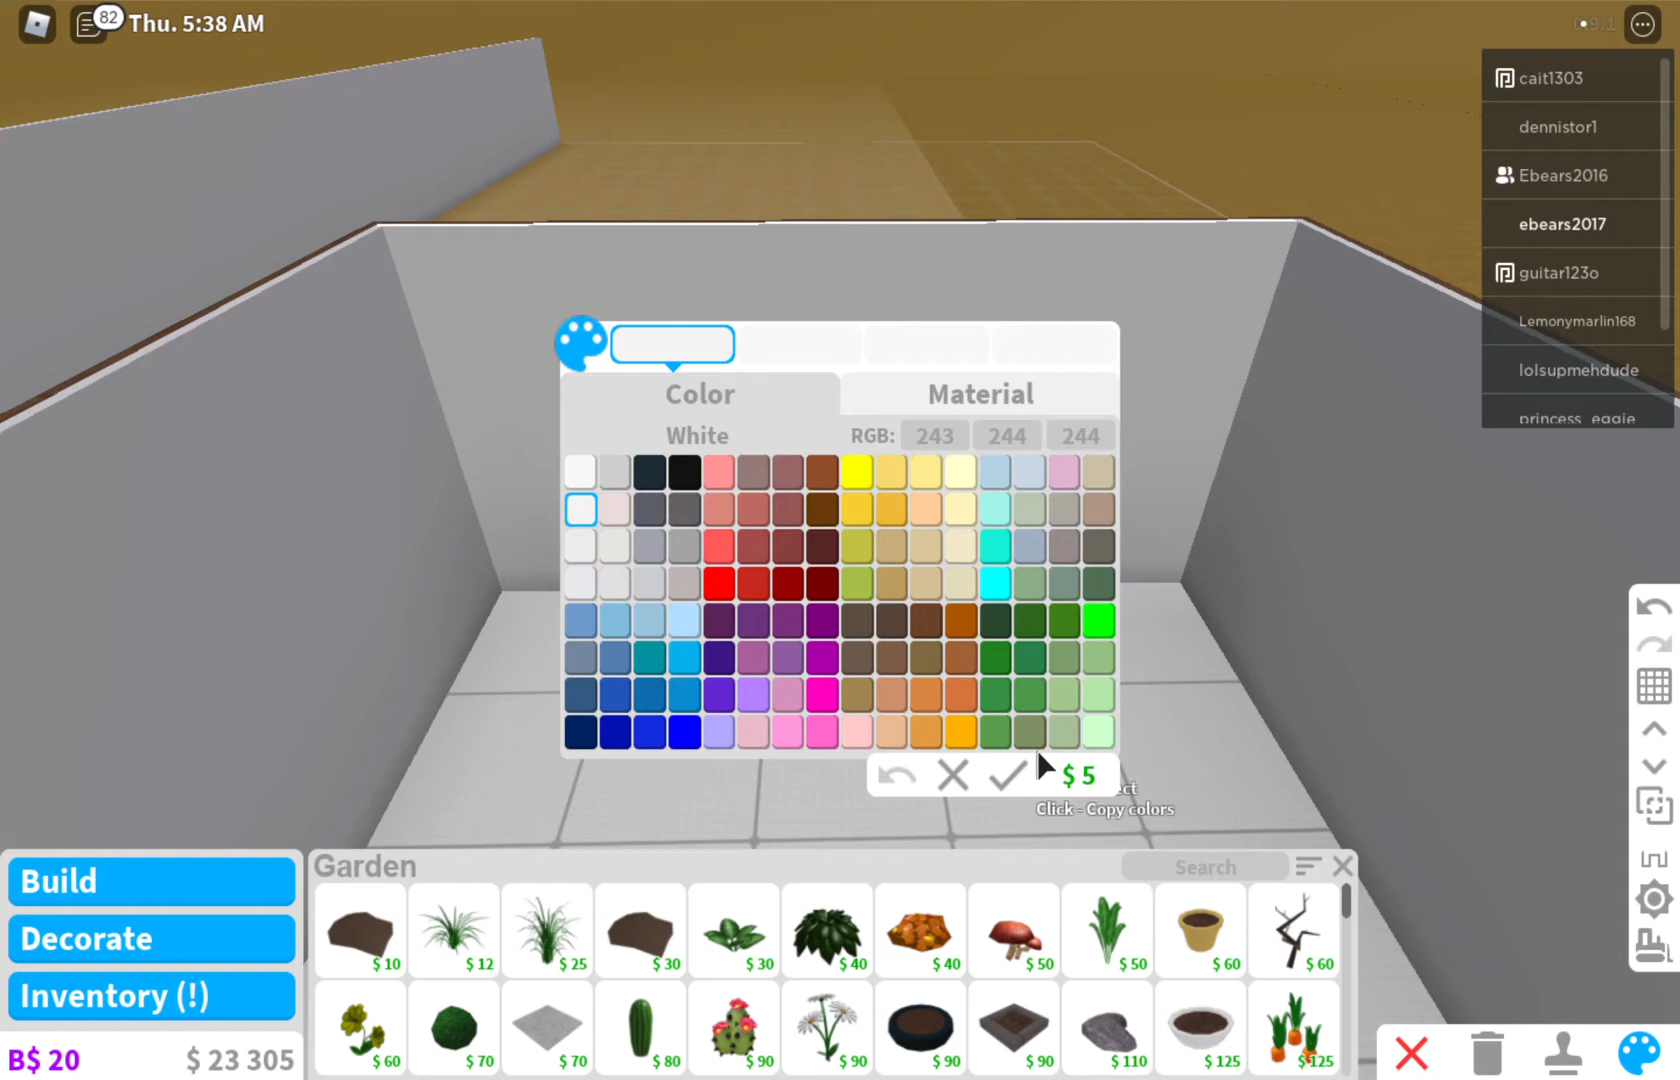 82 Thu. 5:38 AM
cait1303
dennistor1
Ebears2016
ebears2017
guitar123o
Lemonymarlin168
lolsupmehdude
princess_eggie
Color
Material
White
RGB: 243 244 244
$ 5
Click - Copy colors
Build
Decorate
Inventory (!)
B$ 20 $ 23 305
Garden
Search
$ 10 $ 12 $ 25 $ 30 $ 30 $ 40 $ 40 $ 50 $ 50 $ 60 $ 60
$ 60 $ 70 $ 70 $ 80 $ 90 $ 90 $ 90 $ 90 $ 110 $ 125 $ 125